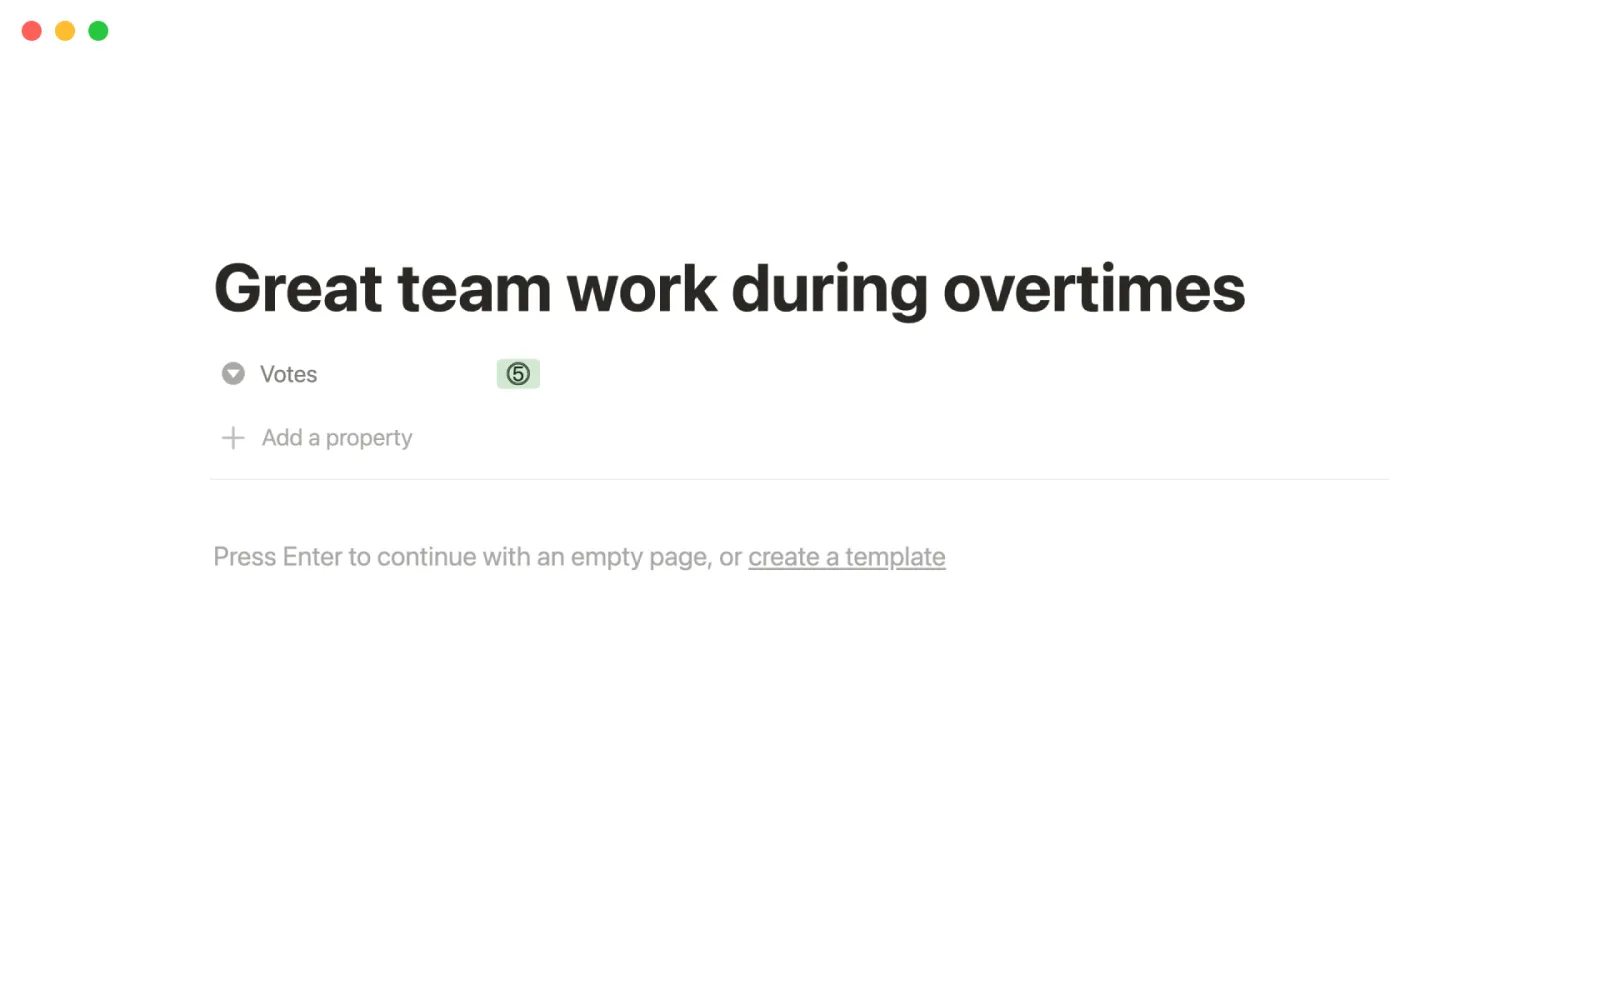 Great team work during overtimes
Votes ⑤
Add a property
Press Enter to continue with an empty page, or create a template